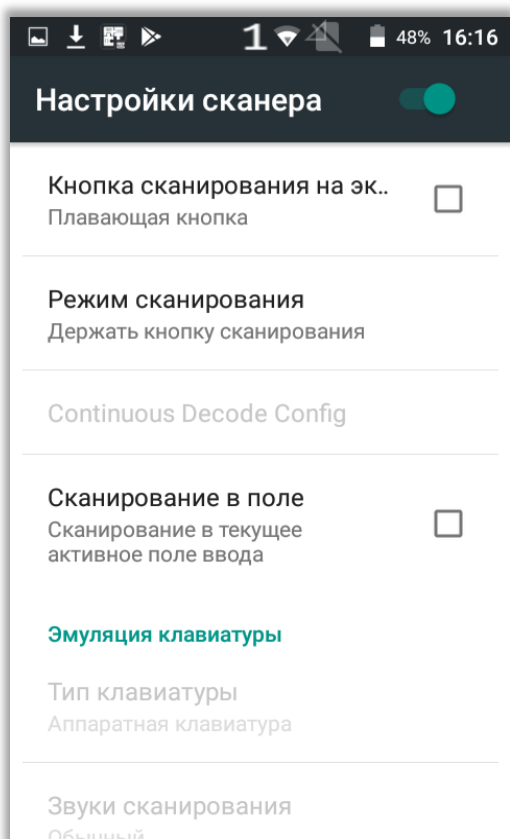 1 48% 16:16
Настройки сканера
Кнопка сканирования на эк..
Плавающая кнопка
Режим сканирования
Держать кнопку сканирования
Continuous Decode Config
Сканирование в поле
Сканирование в текущее
активное поле ввода
Эмуляция клавиатуры
Тип клавиатуры
Аппаратная клавиатура
Звуки сканирования
Обычный